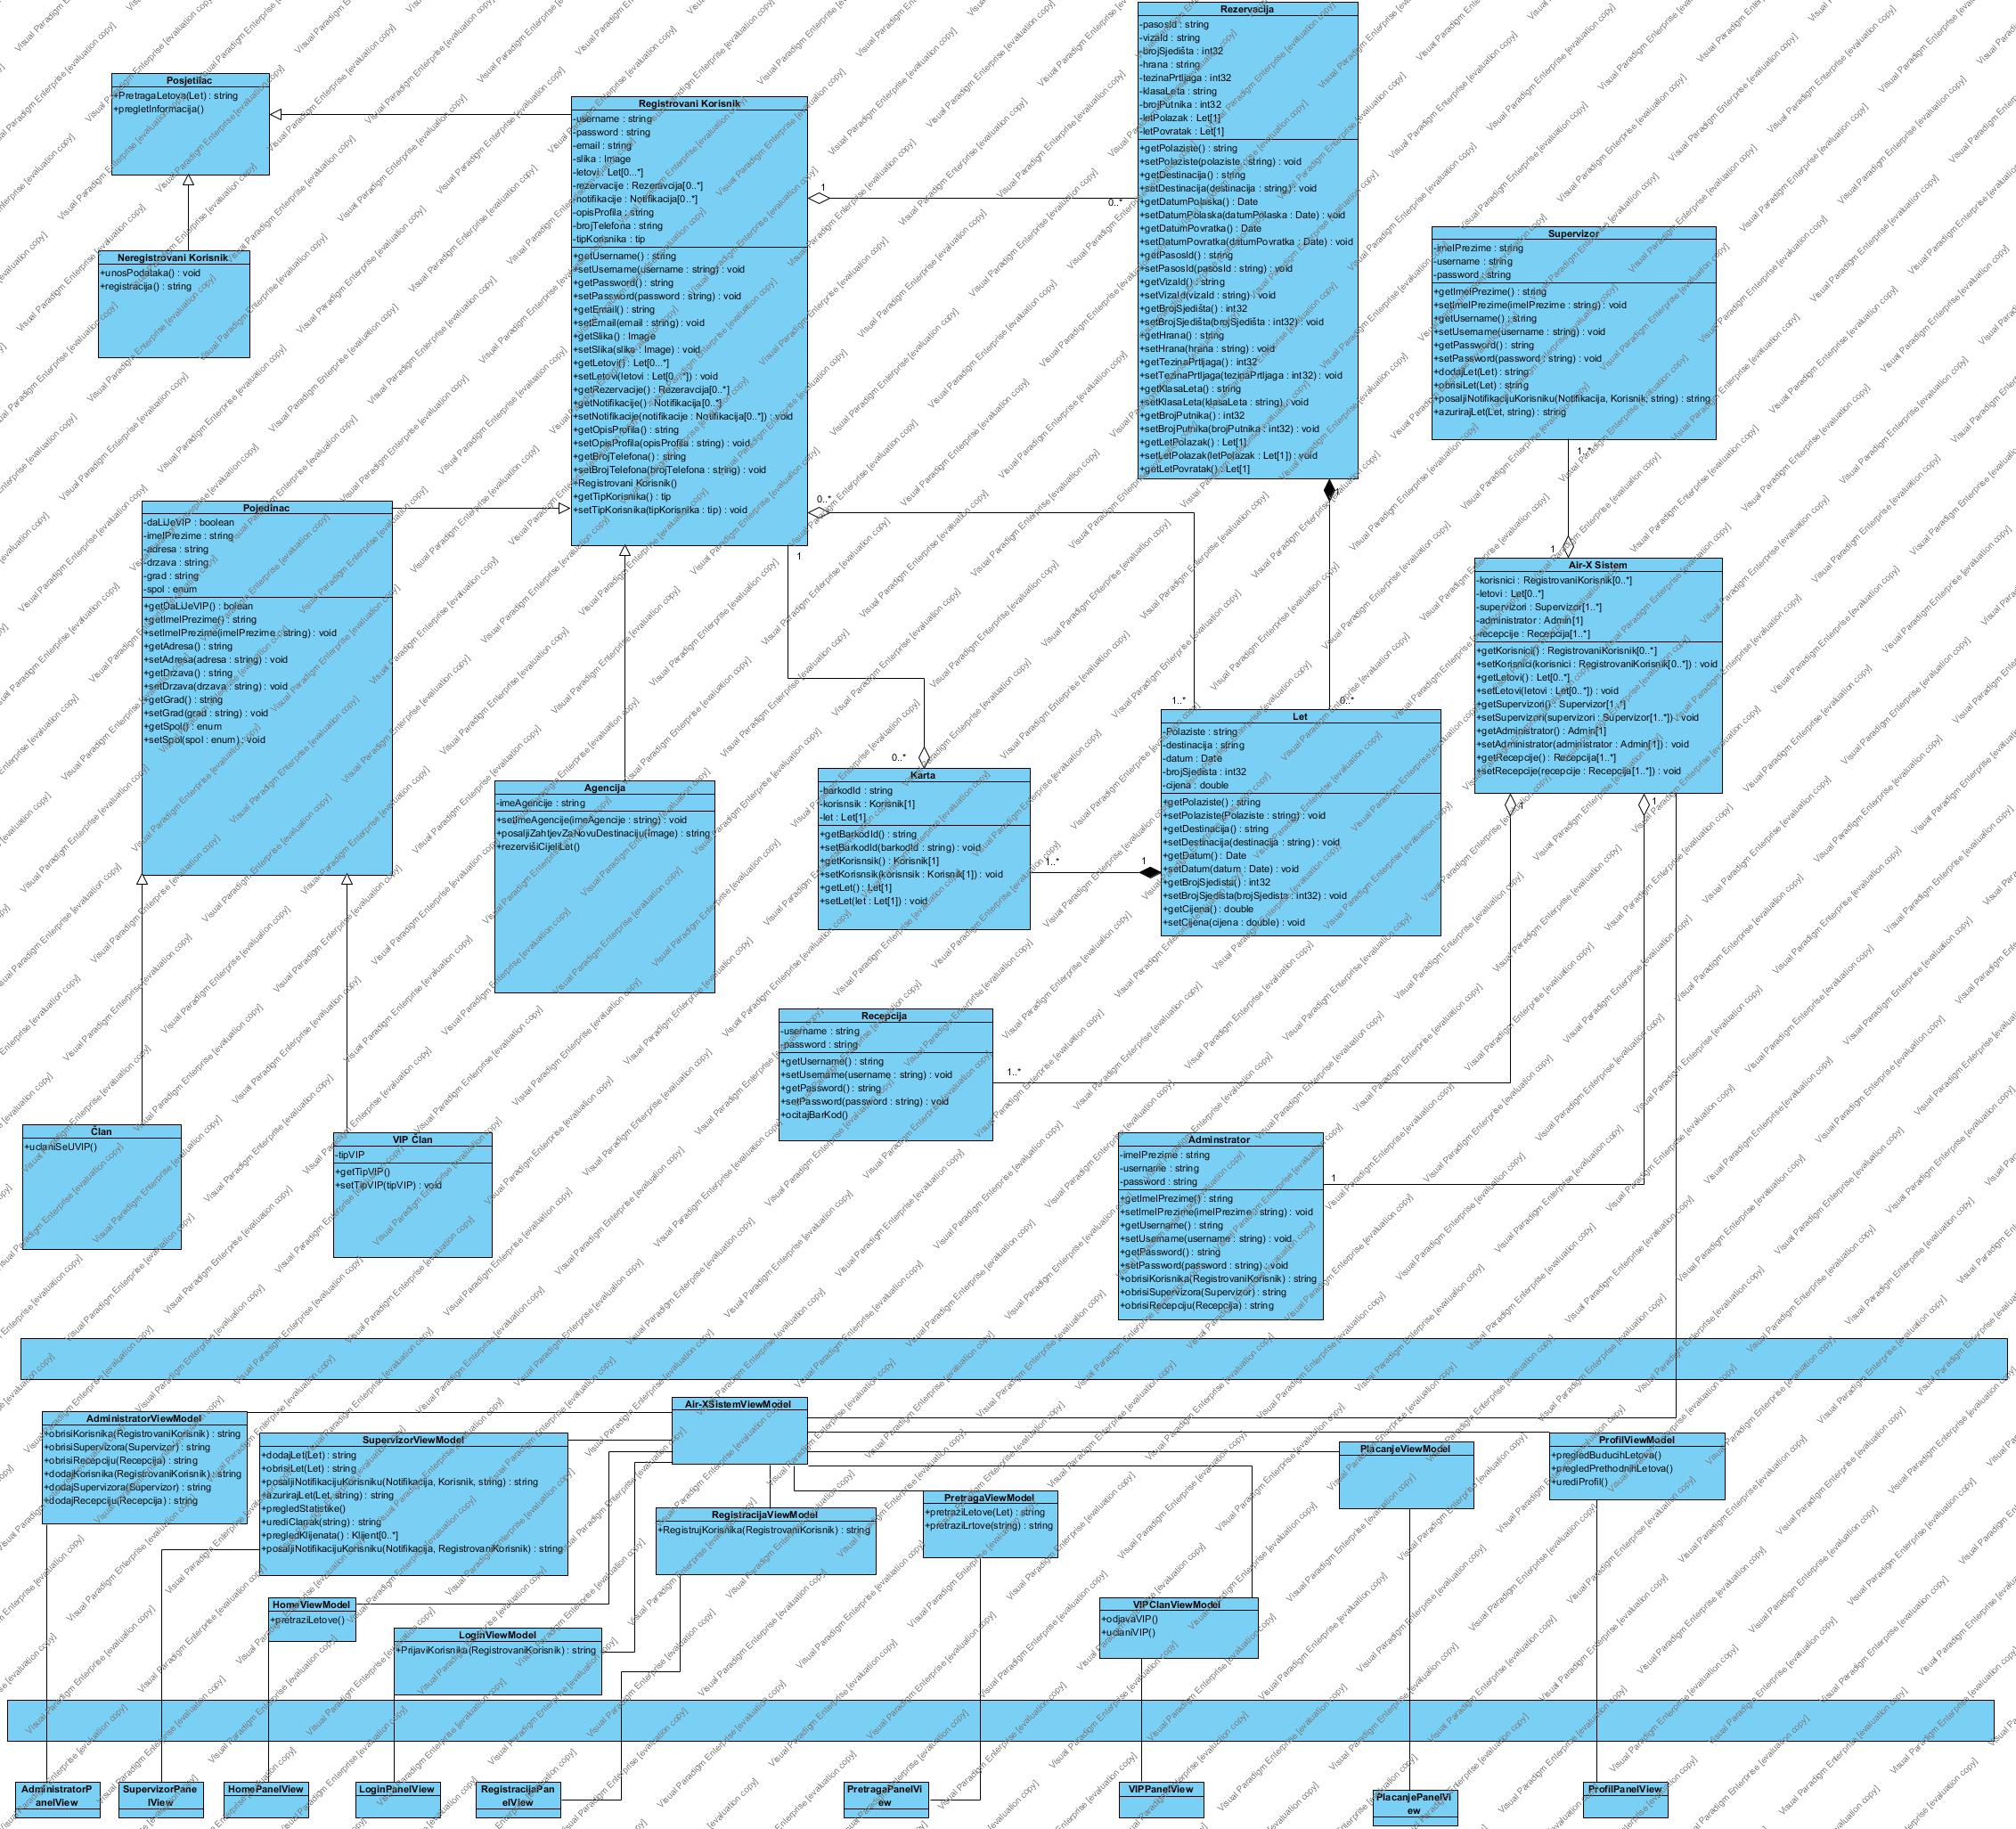 Rezervacija
-pasosId : string
-vizaId : string
-brojSjedišta : int32
-hrana : string
-tezinaPrtljaga : int32
-klasaLeta : string
-brojPutnika : int32
-letPolazak : Let[1]
-letPovratak : Let[1]
+getPolaziste() : string
+setPolaziste(polaziste : string) : void
+getDestinacija() : string
+setDestinacija(destinacija : string) : void
+getDatumPolaska() : Date
+setDatumPolaska(datumPolaska : Date) : void
+getDatumPovratka() : Date
+setDatumPovratka(datumPovratka : Date) : void
+getPasosId() : string
+setPasosId(pasosId : string) : void
+getVizaId() : string
+setVizaId(vizaId : string) : void
+getBrojSjedišta() : int32
+setBrojSjedišta(brojSjedišta : int32) : void
+getHrana() : string
+setHrana(hrana : string) : void
+getTezinaPrtljaga() : int32
+setTezinaPrtljaga(tezinaPrtljaga : int32) : void
+getKlasaLeta() : string
+setKlasaLeta(klasaLeta : string) : void
+getBrojPutnika() : int32
+setBrojPutnika(brojPutnika : int32) : void
+getLetPolazak() : Let[1]
+setLetPolazak(letPolazak : Let[1]) : void
+getLetPovratak() : Let[1]
Posjetilac
+PretragaLetova(Let) : string
+pregletInformacija()
Registrovani Korisnik
-username : string
-password : string
-email : string
-slika : Image
-letovi : Let[0...*]
-rezervacije : Rezeravcija[0..*]
-notifikacije : Notifikacija[0..*]
-opisProfila : string
-brojTelefona : string
-tipKorisnika : tip
+getUsername() : string
+setUsername(username : string) : void
+getPassword() : string
+setPassword(password : string) : void
+getEmail() : string
+setEmail(email : string) : void
+getSlika() : Image
+setSlika(slika : Image) : void
+getLetovi() : Let[0...*]
+setLetovi(letovi : Let[0...*]) : void
+getRezervacije() : Rezeravcija[0..*]
+getNotifikacije() : Notifikacija[0..*]
+setNotifikacije(notifikacije : Notifikacija[0..*]) : void
+getOpisProfila() : string
+setOpisProfila(opisProfila : string) : void
+getBrojTelefona() : string
+setBrojTelefona(brojTelefona : string) : void
+Registrovani Korisnik()
+getTipKorisnika() : tip
+setTipKorisnika(tipKorisnika : tip) : void
1
0..*
Neregistrovani Korisnik
+unosPodataka() : void
+registracija() : string
Supervizor
-imeIPrezime : string
-username : string
-password : string
+getImeIPrezime() : string
+setImeIPrezime(imeIPrezime : string) : void
+getUsername() : string
+setUsername(username : string) : void
+getPassword() : string
+setPassword(password : string) : void
+dodajLet(Let) : string
+obrisiLet(Let) : string
+posaljiNotifikacijuKorisniku(Notifikacija, Korisnik, string) : string
+azurirajLet(Let, string) : string
1..*
1
0..*
1
1
Pojedinac
-daLiJeVIP : boolean
-imeIPrezime : string
-adresa : string
-drzava : string
-grad : string
-spol : enum
+getDaLiJeVIP() : bolean
+getImeIPrezime() : string
+setImeIPrezime(imeIPrezime : string) : void
+getAdresa() : string
+setAdresa(adresa : string) : void
+getDrzava() : string
+setDrzava(drzava : string) : void
+getGrad() : string
+setGrad(grad : string) : void
+getSpol() : enum
+setSpol(spol : enum) : void
Air-X Sistem
-korisnici : RegistrovaniKorisnik[0..*]
-letovi : Let[0..*]
-supervizori : Supervizor[1..*]
-administrator : Admin[1]
-recepcije : Recepcija[1..*]
+getKorisnici() : RegistrovaniKorisnik[0..*]
+setKorisnici(korisnici : RegistrovaniKorisnik[0..*]) : void
+getLetovi() : Let[0..*]
+setLetovi(letovi : Let[0..*]) : void
+getSupervizori() : Supervizor[1..*]
+setSupervizori(supervizori : Supervizor[1..*]) : void
+getAdministrator() : Admin[1]
+setAdministrator(administrator : Admin[1]) : void
+getRecepcije() : Recepcija[1..*]
+setRecepcije(recepcije : Recepcija[1..*]) : void
1..*
0..*
Let
-Polaziste : string
-destinacija : string
-datum : Date
-brojSjedista : int32
-cijena : double
+getPolaziste() : string
+setPolaziste(Polaziste : string) : void
+getDestinacija() : string
+setDestinacija(destinacija : string) : void
+getDatum() : Date
+setDatum(datum : Date) : void
+getBrojSjedista() : int32
+setBrojSjedista(brojSjedista : int32) : void
+getCijena() : double
+setCijena(cijena : double) : void
0..*
Karta
-barkodId : string
-korisnsik : Korisnik[1]
-let : Let[1]
+getBarkodId() : string
+setBarkodId(barkodId : string) : void
+getKorisnsik() : Korisnik[1]
+setKorisnsik(korisnsik : Korisnik[1]) : void
+getLet() : Let[1]
+setLet(let : Let[1]) : void
1..*
1
Agencija
-imeAgencije : string
+setImeAgencije(imeAgencije : string) : void
+posaljiZahtjevZaNovuDestinaciju(Image) : string
+rezervišiCijeliLet()
1
1
Recepcija
-username : string
-password : string
+getUsername() : string
+setUsername(username : string) : void
+getPassword() : string
+setPassword(password : string) : void
+ocitajBarKod()
1..*
Član
+uclaniSeUVIP()
VIP Član
-tipVIP
+getTipVIP()
+setTipVIP(tipVIP) : void
Adminstrator
-imeIPrezime : string
-username : string
-password : string
+getImeIPrezime() : string
+setImeIPrezime(imeIPrezime : string) : void
+getUsername() : string
+setUsername(username : string) : void
+getPassword() : string
+setPassword(password : string) : void
+obrisiKorisnika(RegistrovaniKorisnik) : string
+obrisiSupervizora(Supervizor) : string
+obrisiRecepciju(Recepcija) : string
1
AdministratorViewModel
+obrisiKorisnika(RegistrovaniKorisnik) : string
+obrisiSupervizora(Supervizor) : string
+obrisiRecepciju(Recepcija) : string
+dodajKorisnika(RegistrovaniKorisnik) : string
+dodajSupervizora(Supervizor) : string
+dodajRecepciju(Recepcija) : string
SupervizorViewModel
+dodajLet(Let) : string
+obrisiLet(Let) : string
+posaljiNotifikacijuKorisniku(Notifikacija, Korisnik, string) : string
+azurirajLet(Let, string) : string
+pregledStatistike()
+urediClanak(string) : string
+pregledKlijenata() : Klijent[0..*]
+posaljiNotifikacijuKorisniku(Notifikacija, RegistrovaniKorisnik) : string
Air-XSistemViewModel
RegistracijaViewModel
+RegistrujKorisnika(RegistrovaniKorisnik) : string
PretragaViewModel
+pretraziLetove(Let) : string
+pretraziLrtove(string) : string
PlacanjeViewModel
ProfilViewModel
+pregledBuducihLetova()
+pregledPrethodnihLetova()
+urediProfil()
HomeViewModel
+pretraziLetove()
LoginViewModel
+PrijaviKorisnika(RegistrovaniKorisnik) : string
VIPClanViewModel
+odjavaVIP()
+uclaniVIP()
AdministratorP
anelView
SupervizorPane
lView
HomePanelView
LoginPanelView
RegistracijaPan
elView
PretragaPanelVi
ew
VIPPanelView
PlacanjePanelVi
ew
ProfilPanelView
Visual Paradigm Enterprise [evaluation copy]